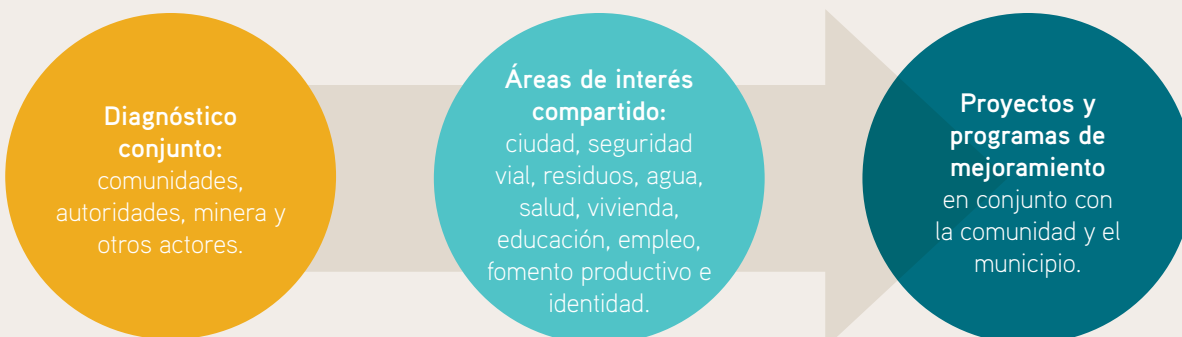 Diagnóstico
conjunto:
comunidades,
autoridades, minera y
otros actores.
Áreas de interés
compartido:
ciudad, seguridad
vial, residuos, agua,
salud, vivienda,
educación, empleo,
fomento productivo e
identidad.
Proyectos y
programas de
mejoramiento
en conjunto con
la comunidad y el
municipio.